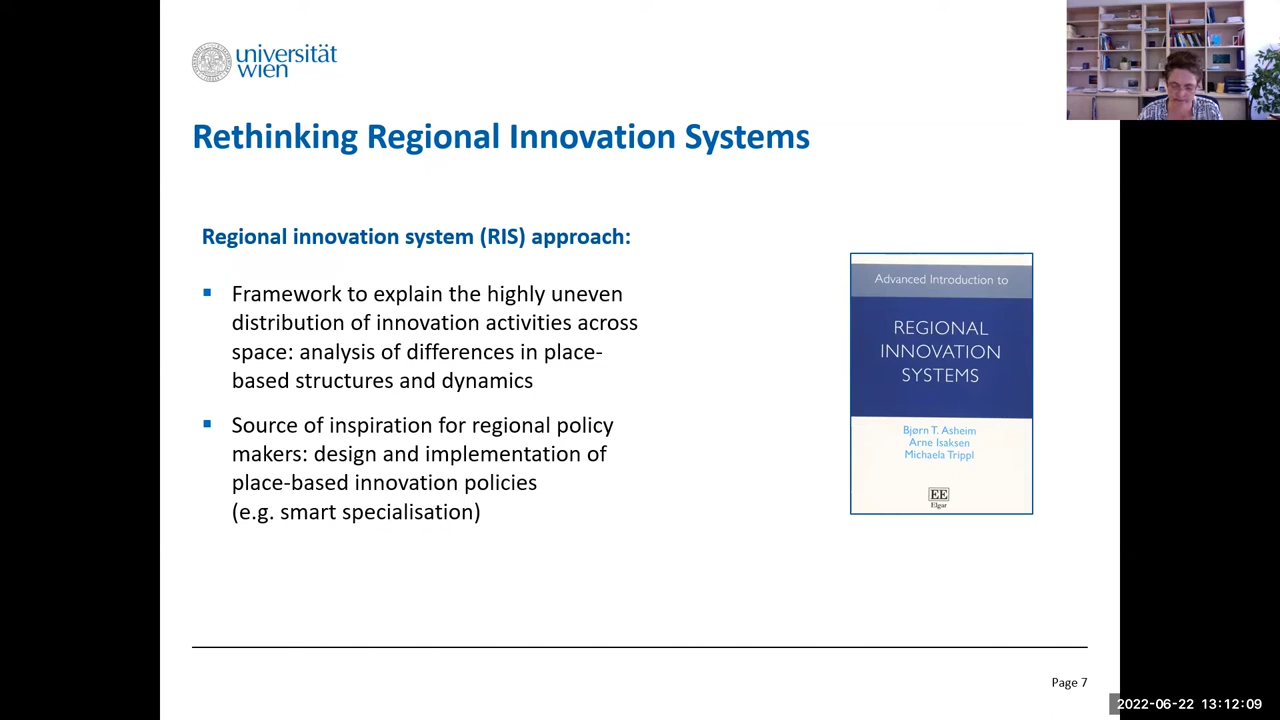 universität
wien
Rethinking Regional Innovation Systems
Regional innovation system (RIS) approach:
Framework to explain the highly uneven
distribution of innovation activities across
space: analysis of differences in place-
based structures and dynamics
Source of inspiration for regional policy
makers: design and implementation of
place-based innovation policies
(e.g. smart specialisation)
Advanced Introduction to
REGIONAL
INNOVATION
SYSTEMS
Bjørn T. Asheim
Arne Isaksen
Michaela Trippl
EE
Elgar
Page 7
2022-06-22 13:12:09